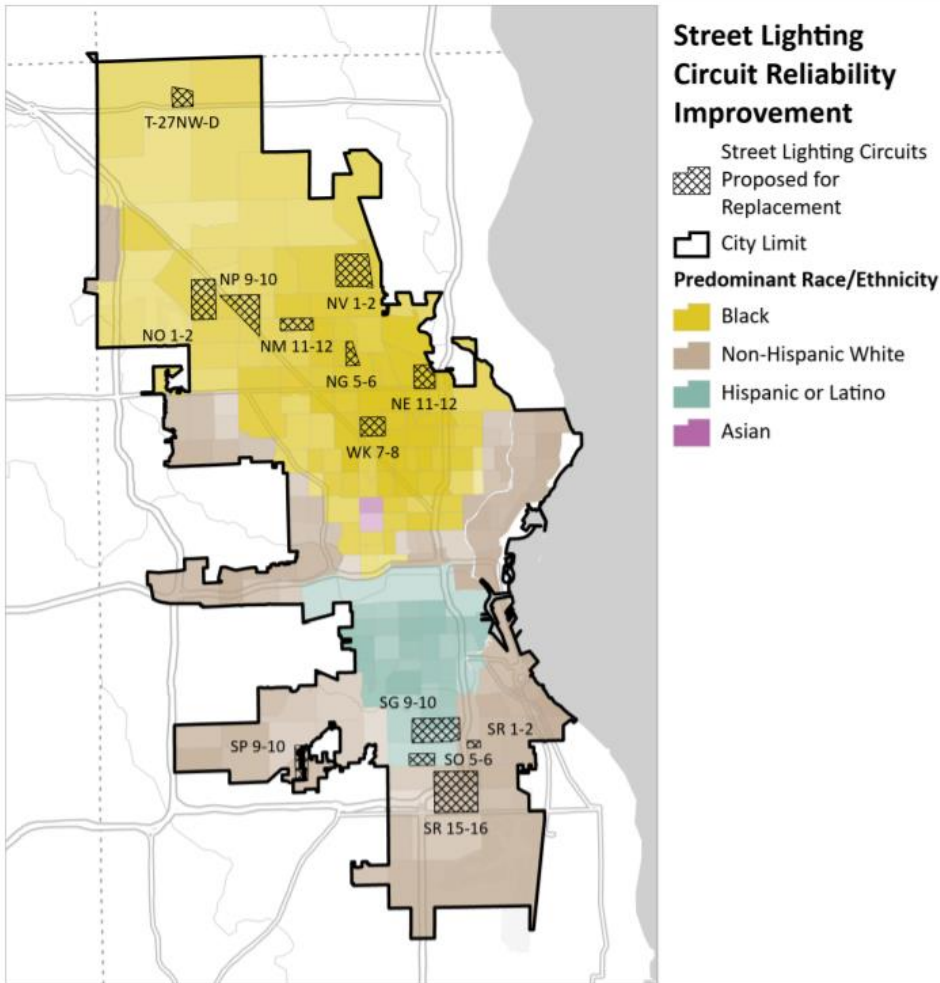 Street Lighting
Circuit Reliability
Improvement
Street Lighting Circuits
Proposed for
Replacement
City Limit
Predominant Race/Ethnicity
Black
Non-Hispanic White
Hispanic or Latino
Asian
T-27NW-D
NP 9-10
NV 1-2
NO 1-2
NM 11-12
NG 5-6
NE 11-12
WK 7-8
SG 9-10
SR 1-2
SP 9-10
SO 5-6
SR 15-16